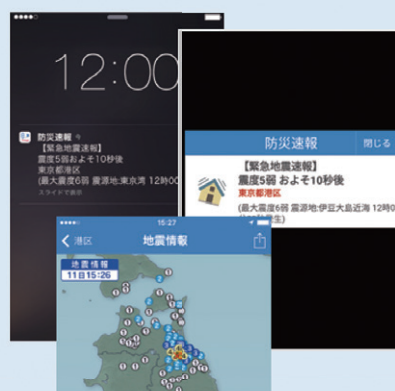 12:00
防災速報 今
【緊急地震速報】
震度5弱およそ10秒後
東京都港区
(最大震度6弱 震源地:東京湾 12時00
スライドで表示
防災速報
閉じる
【緊急地震速報】
震度5弱 およそ10秒後
東京都港区
(最大震度6弱 震源地:伊豆大島近海 12時0
生)
15:27
港区
地震情報
地震情報
11日15:26